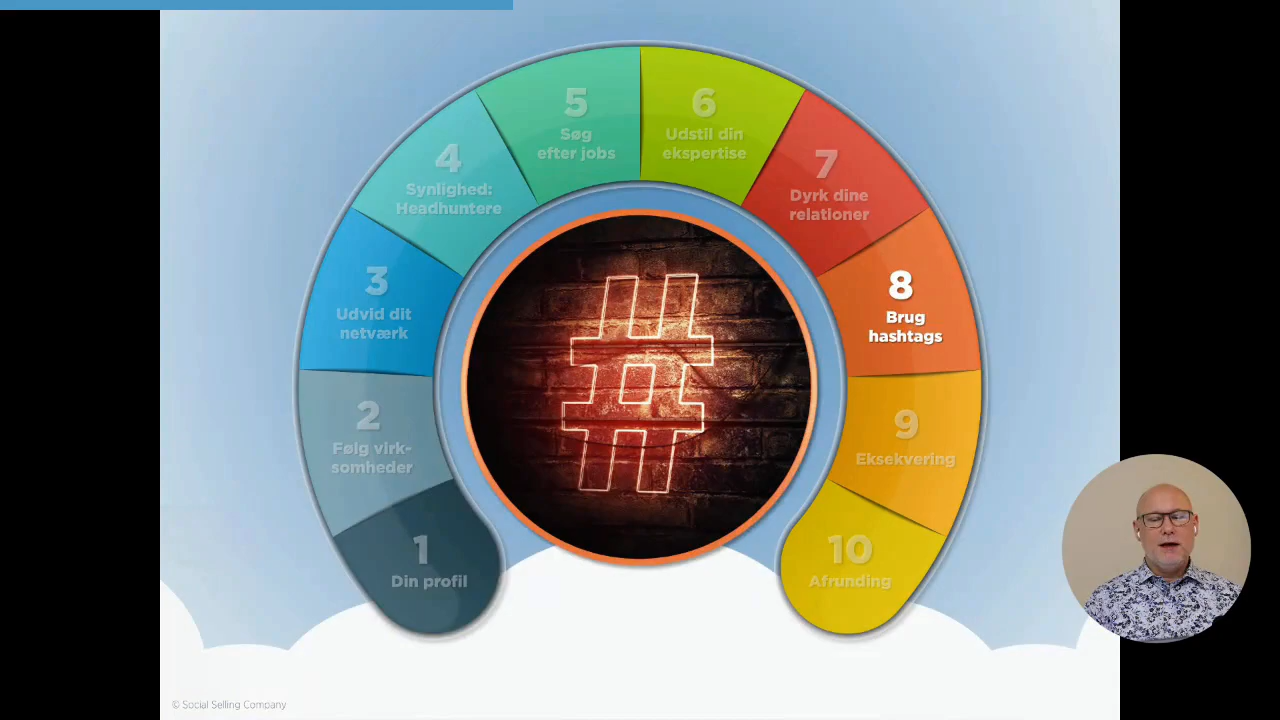 1
Din profil
2
Følg virk-
somheder
3
Udvid dit
netværk
4
Synlighed:
Headhuntere
5
Søg
efter jobs
6
Udstil din
ekspertise
7
Dyrk dine
relationer
8
Brug
hashtags
9
Eksekvering
10
Afrunding
#
© Social Selling Company